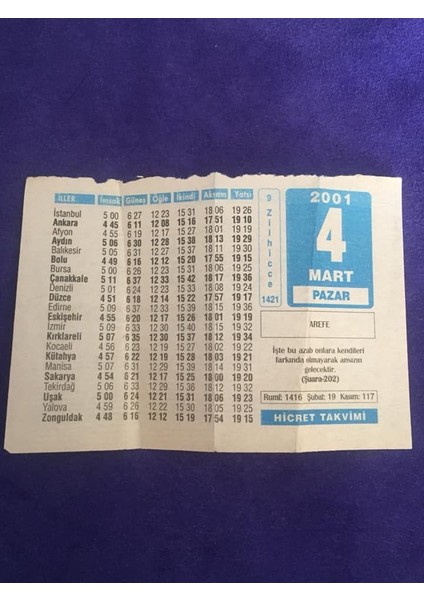 İLLER İmsak Güneş Öğle İkindi Akşam Yatsı
İstanbul 5 00 6 27 12 23 15 31 18 06 19 26
Ankara 4 45 6 11 12 08 15 16 17 51 19 10
Afyon 4 55 6 19 12 17 15 27 18 02 19 19
Aydın 5 06 6 30 12 28 15 38 18 13 19 29
Balıkesir 5 05 6 31 12 27 15 37 18 11 19 30
Bolu 4 49 6 16 12 12 15 20 17 55 19 15
Bursa 5 00 6 26 12 23 15 31 18 06 19 25
Çanakkale 5 11 6 37 12 33 15 42 18 17 19 36
Denizli 5 01 6 24 12 23 15 33 18 08 19 24
Düzce 4 51 6 18 12 14 15 22 17 57 19 17
Edirne 5 09 6 37 12 33 15 39 18 15 19 36
Eskişehir 4 55 6 20 12 17 15 26 18 01 19 20
İzmir 5 09 6 33 12 30 15 40 18 15 19 32
Kırklareli 5 07 6 35 12 30 15 37 18 12 19 34
Kocaeli 4 56 6 23 12 19 15 27 18 02 19 22
Kütahya 4 57 6 22 12 19 15 28 18 03 19 21
Manisa 5 07 6 31 12 29 15 39 18 14 19 31
Sakarya 4 54 6 21 12 17 15 25 18 00 19 20
Tekirdağ 5 06 6 33 12 29 15 36 18 12 19 32
Uşak 5 00 6 24 12 21 15 31 18 06 19 23
Yalova 4 59 6 26 12 22 15 30 18 05 19 25
Zonguldak 4 48 6 16 12 12 15 19 17 54 19 15
9
Zilhicce
1421
2001
4
MART
PAZAR
AREFE
İşte bu azab onlara kendileri
farkında olmayarak ansızın
gelecektir.
(Şuara-202)
Rumî: 1416 Şubat: 19 Kasım: 117
HİCRET TAKVİMİ